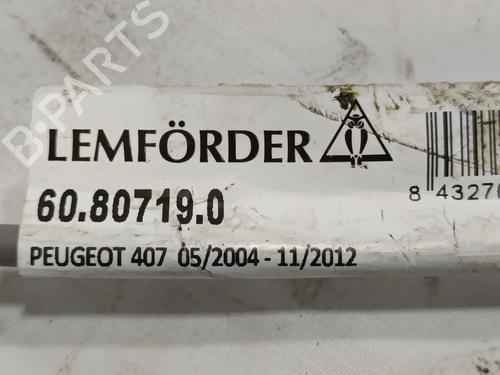 B-PARTS
LEMFÖRDER
60.80719.0
8 43270
PEUGEOT 407 05/2004 - 11/2012